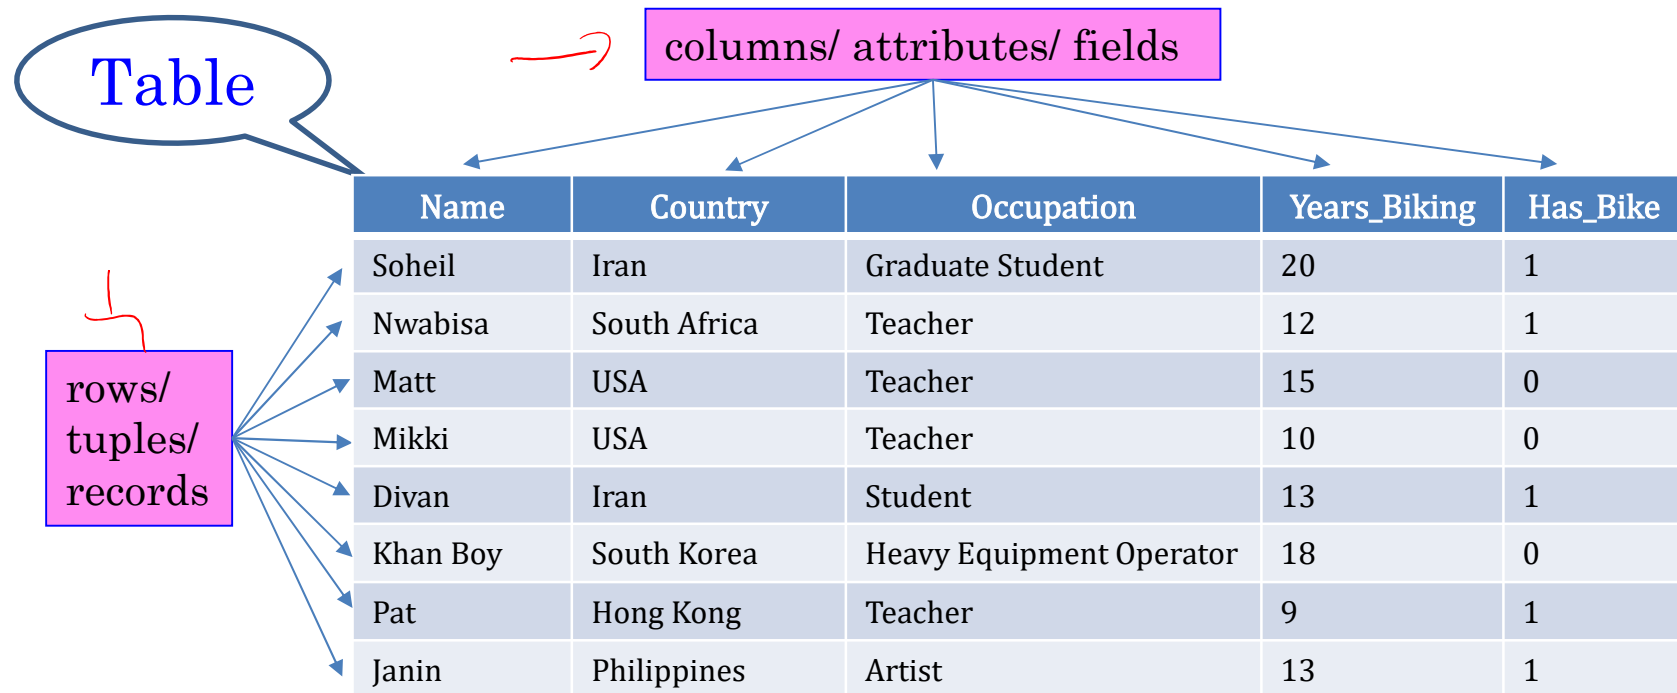 Table
columns/ attributes/ fields
Name Country Occupation Years_Biking Has_Bike
Soheil Iran Graduate Student 20 1
Nwabisa South Africa Teacher 12 1
Matt USA Teacher 15 0
Mikki USA Teacher 10 0
Divan Iran Student 13 1
Khan Boy South Korea Heavy Equipment Operator 18 0
Pat Hong Kong Teacher 9 1
Janin Philippines Artist 13 1
rows/
tuples/
records